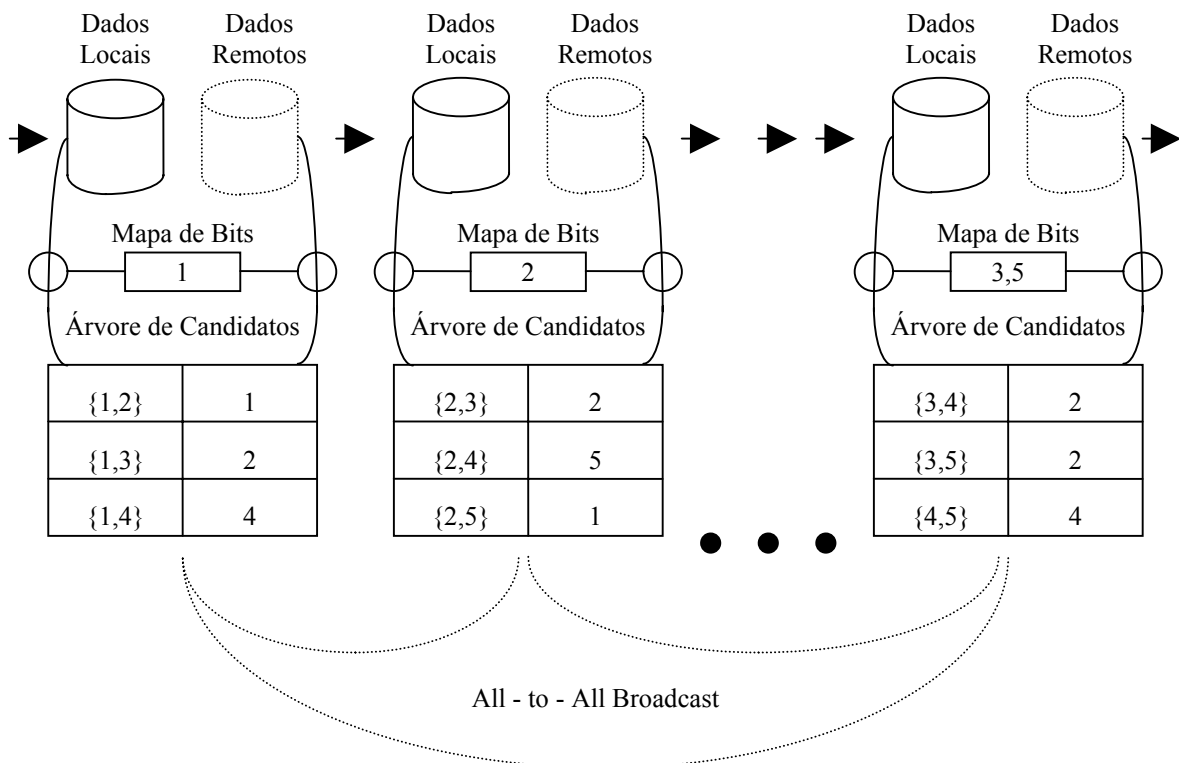 Dados
Locais
Dados
Remotos
Dados
Locais
Dados
Remotos
Dados
Locais
Dados
Remotos
Mapa de Bits
Mapa de Bits
Mapa de Bits
1
2
3,5
Árvore de Candidatos
Árvore de Candidatos
Árvore de Candidatos
{1,2} 1
{1,3} 2
{1,4} 4
{2,3} 2
{2,4} 5
{2,5} 1
{3,4} 2
{3,5} 2
{4,5} 4
All - to - All Broadcast